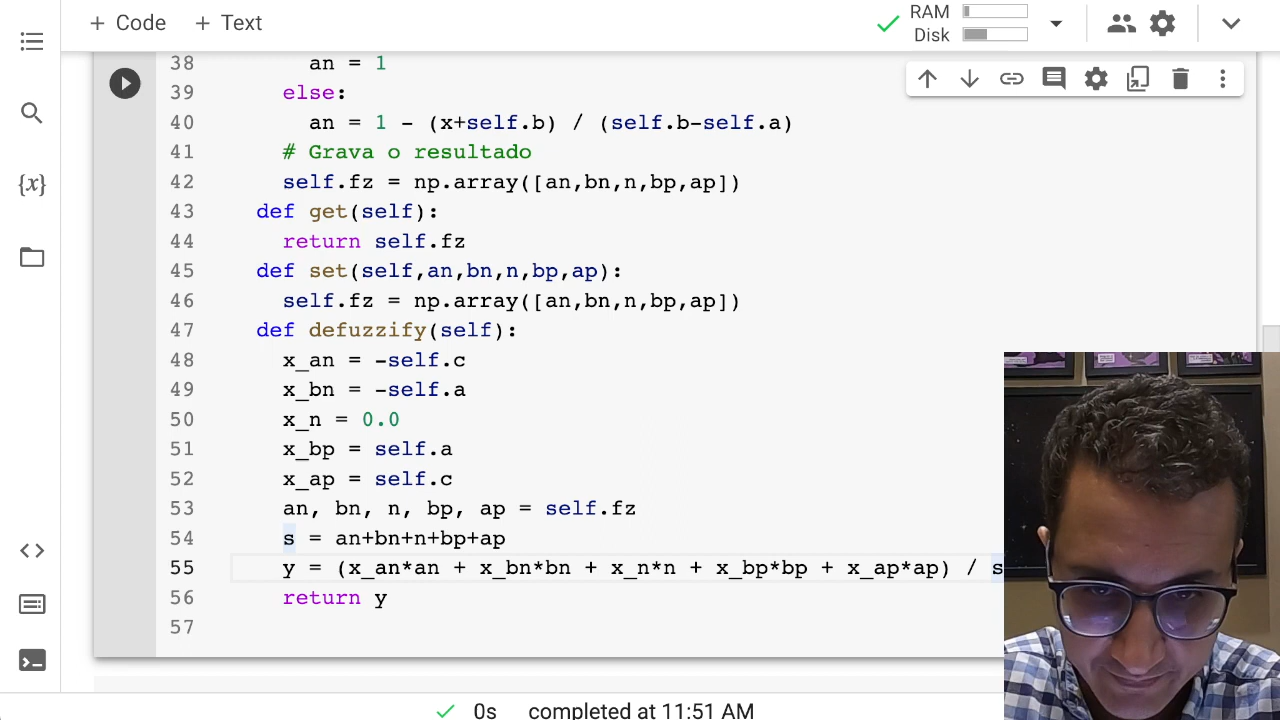 + Code + Text
RAM
Disk
{x}
38 an = 1
39 else:
40 an = 1 - (x+self.b) / (self.b-self.a)
41 # Grava o resultado
42 self.fz = np.array([an,bn,n,bp,ap])
43 def get(self):
44 return self.fz
45 def set(self,an,bn,n,bp,ap):
46 self.fz = np.array([an,bn,n,bp,ap])
47 def defuzzify(self):
48 x_an = -self.c
49 x_bn = -self.a
50 x_n = 0.0
51 x_bp = self.a
52 x_ap = self.c
53 an, bn, n, bp, ap = self.fz
54 s = an+bn+n+bp+ap
55 y = (x_an*an + x_bn*bn + x_n*n + x_bp*bp + x_ap*ap) / s
56 return y
57
0s completed at 11:51 AM